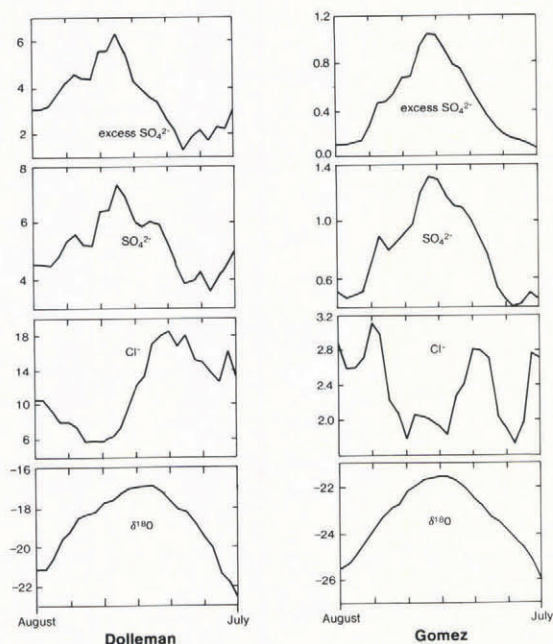 6
4
2
excess SO₄²⁻
8
6
4
SO₄²⁻
18
14
10
6
Cl⁻
-16
-18
-20
-22
δ¹⁸O
August
July
Dolleman
1.2
0.8
0.4
0.0
excess SO₄²⁻
1.4
1.0
0.6
SO₄²⁻
3.2
2.8
2.4
2.0
Cl⁻
-22
-24
-26
δ¹⁸O
August
July
Gomez